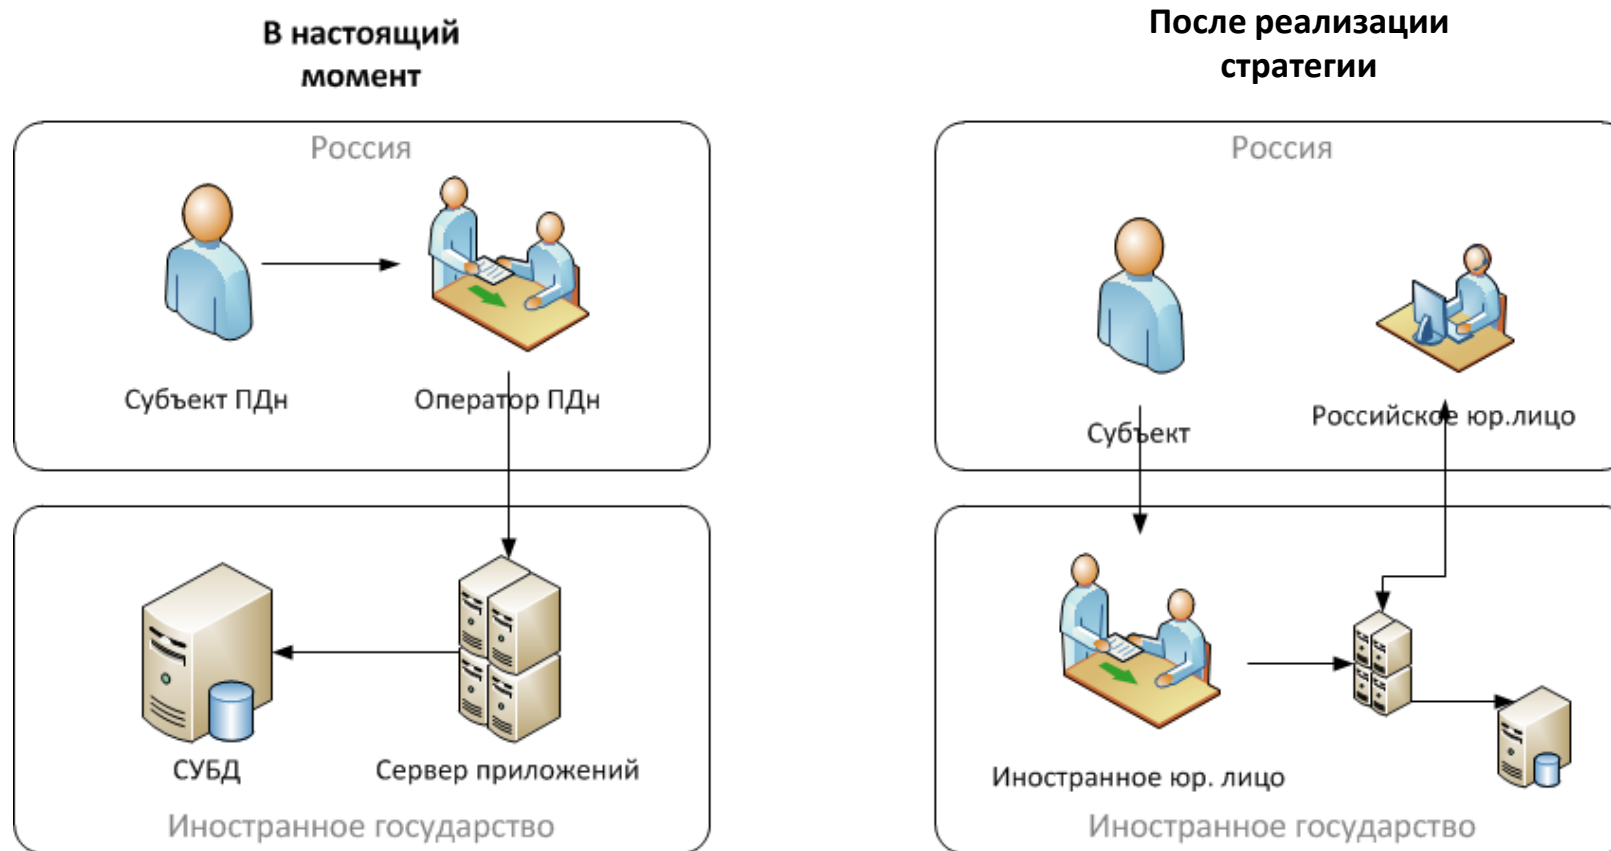 В настоящий
момент
Россия
Субъект ПДн
Оператор ПДн
СУБД
Сервер приложений
Иностранное государство
После реализации
стратегии
Россия
Субъект
Российское юр.лицо
Иностранное юр. лицо
Иностранное государство